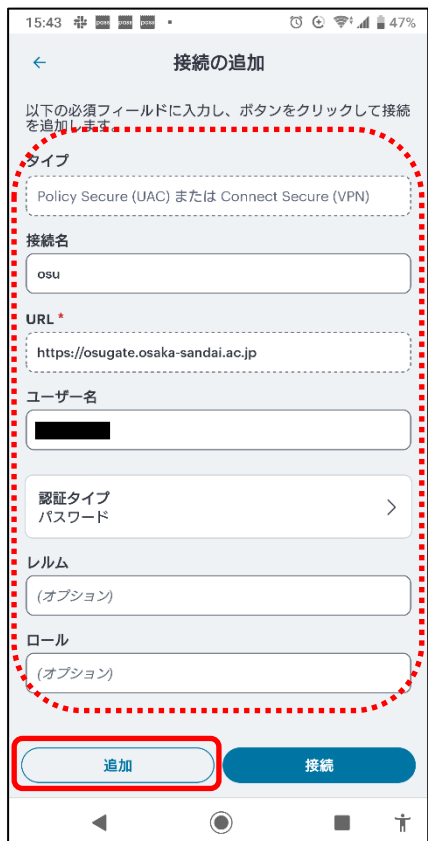 15:43
47%
接続の追加
以下の必須フィールドに入力し、ボタンをクリックして接続
を追加します。
タイプ
Policy Secure (UAC) または Connect Secure (VPN)
接続名
osu
URL *
https://osugate.osaka-sandai.ac.jp
ユーザー名
認証タイプ
パスワード
レルム
(オプション)
ロール
(オプション)
追加
接続